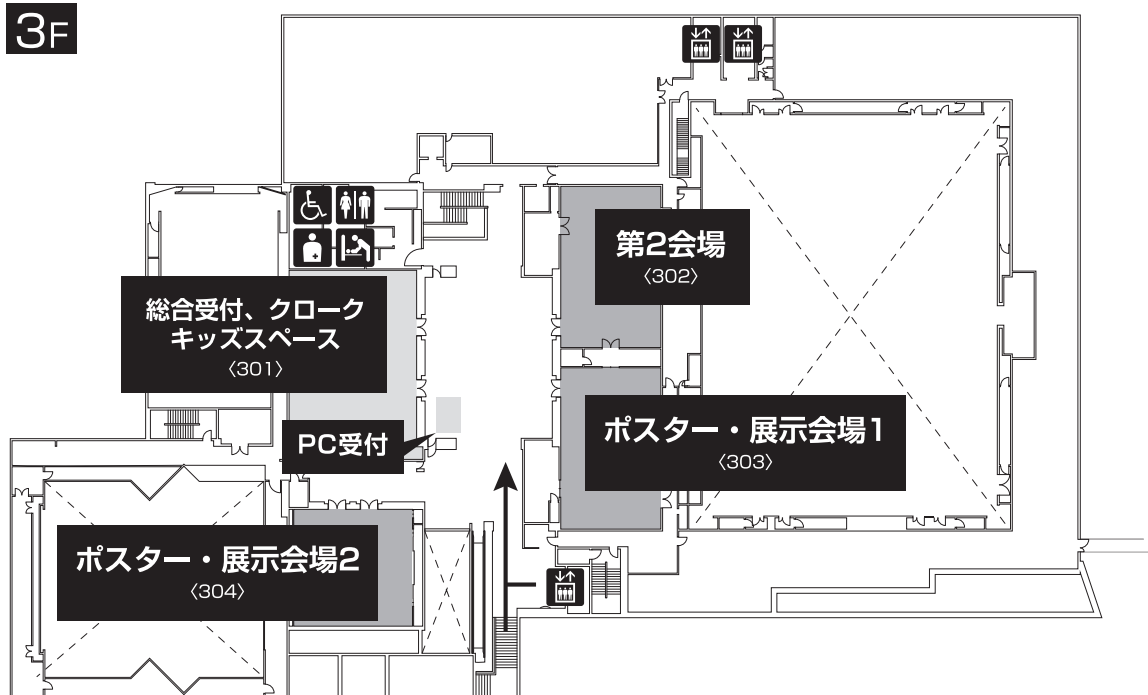 3F
第2会場
〈302〉
総合受付、クローク
キッズスペース
〈301〉
ポスター・展示会場1
〈303〉
PC受付
ポスター・展示会場2
〈304〉